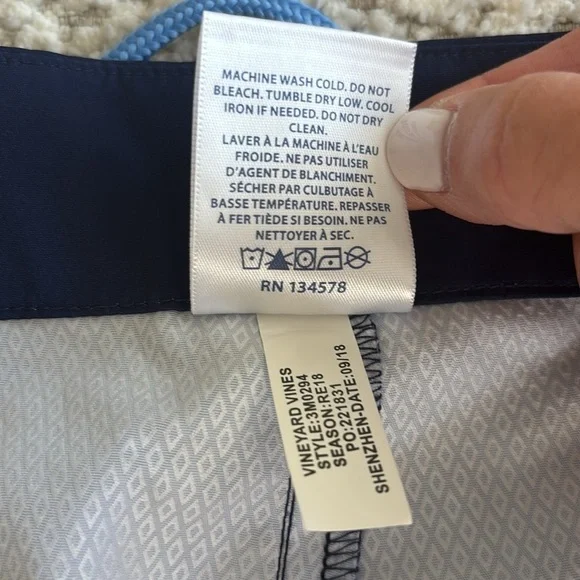 MACHINE WASH COLD. DO NOT
BLEACH. TUMBLE DRY LOW. COOL
IRON IF NEEDED. DO NOT DRY
CLEAN.
LAVER À LA MACHINE À L'EAU
FROIDE. NE PAS UTILISER
D'AGENT DE BLANCHIMENT.
SÉCHER PAR CULBUTAGE À
BASSE TEMPÉRATURE. REPASSER
À FER TIÈDE SI BESOIN. NE PAS
NETTOYER À SEC.
RN 134578
VINEYARD VINES
STYLE:3M0294
SEASON:RE18
PO:221831
SHENZHEN-DATE:09/18